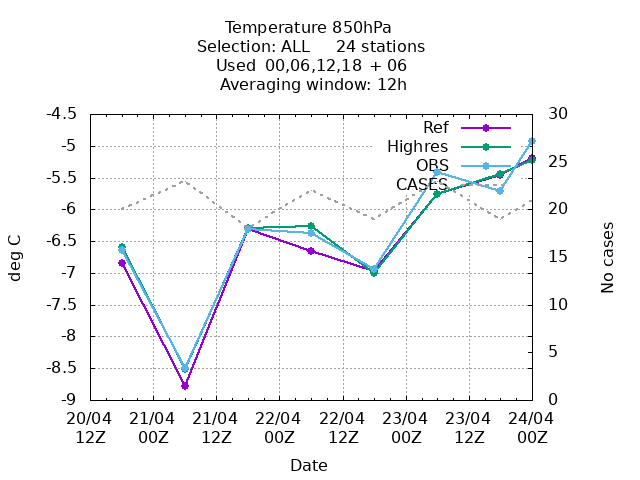 Temperature 850hPa
Selection: ALL 24 stations
Used 00,06,12,18 + 06
Averaging window: 12h
-4.5
-5
-5.5
-6
-6.5
-7
-7.5
-8
-8.5
-9
deg C
Ref
Highres
OBS
CASES
30
25
20
15
10
5
0
No cases
20/04 21/04 21/04 22/04 22/04 23/04 23/04 24/04
12Z 00Z 12Z 00Z 12Z 00Z 12Z 00Z
Date